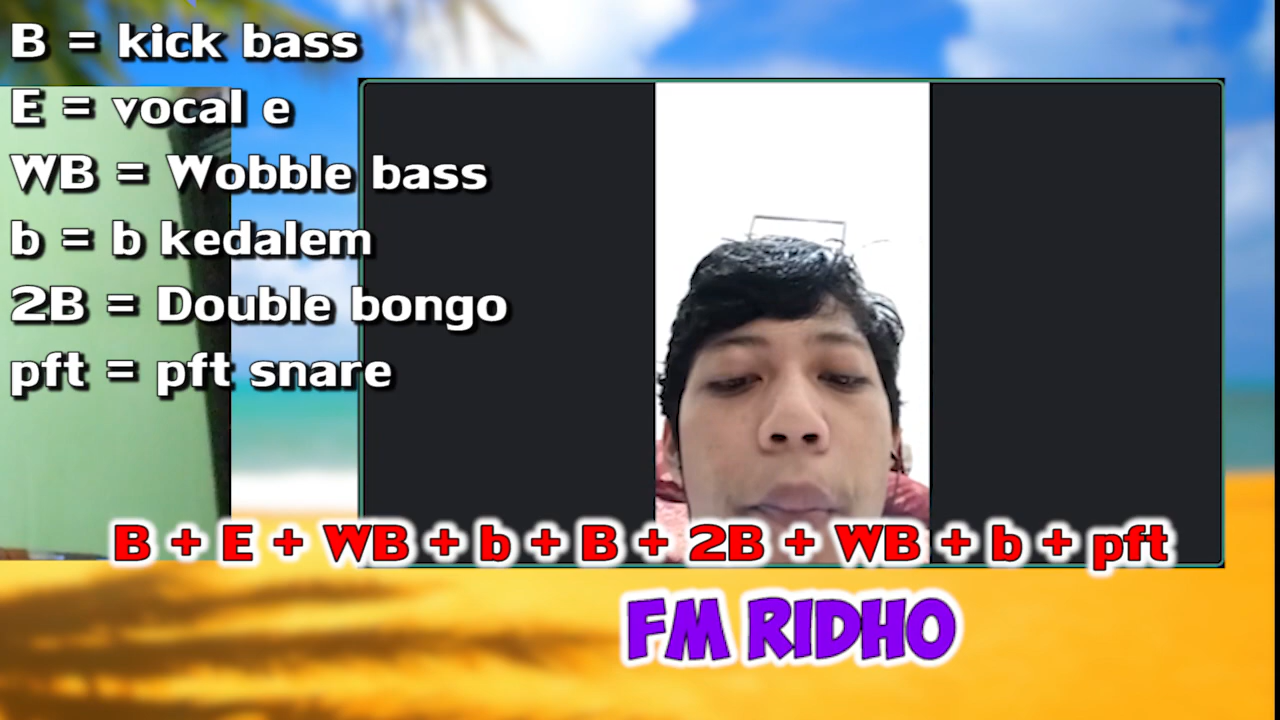 B = kick bass
E = vocal e
WB = Wobble bass
b = b kedalem
2B = Double bongo
pft = pft snare
B + E + WB + b + B + 2B + WB + b + pft
FM RIDHO